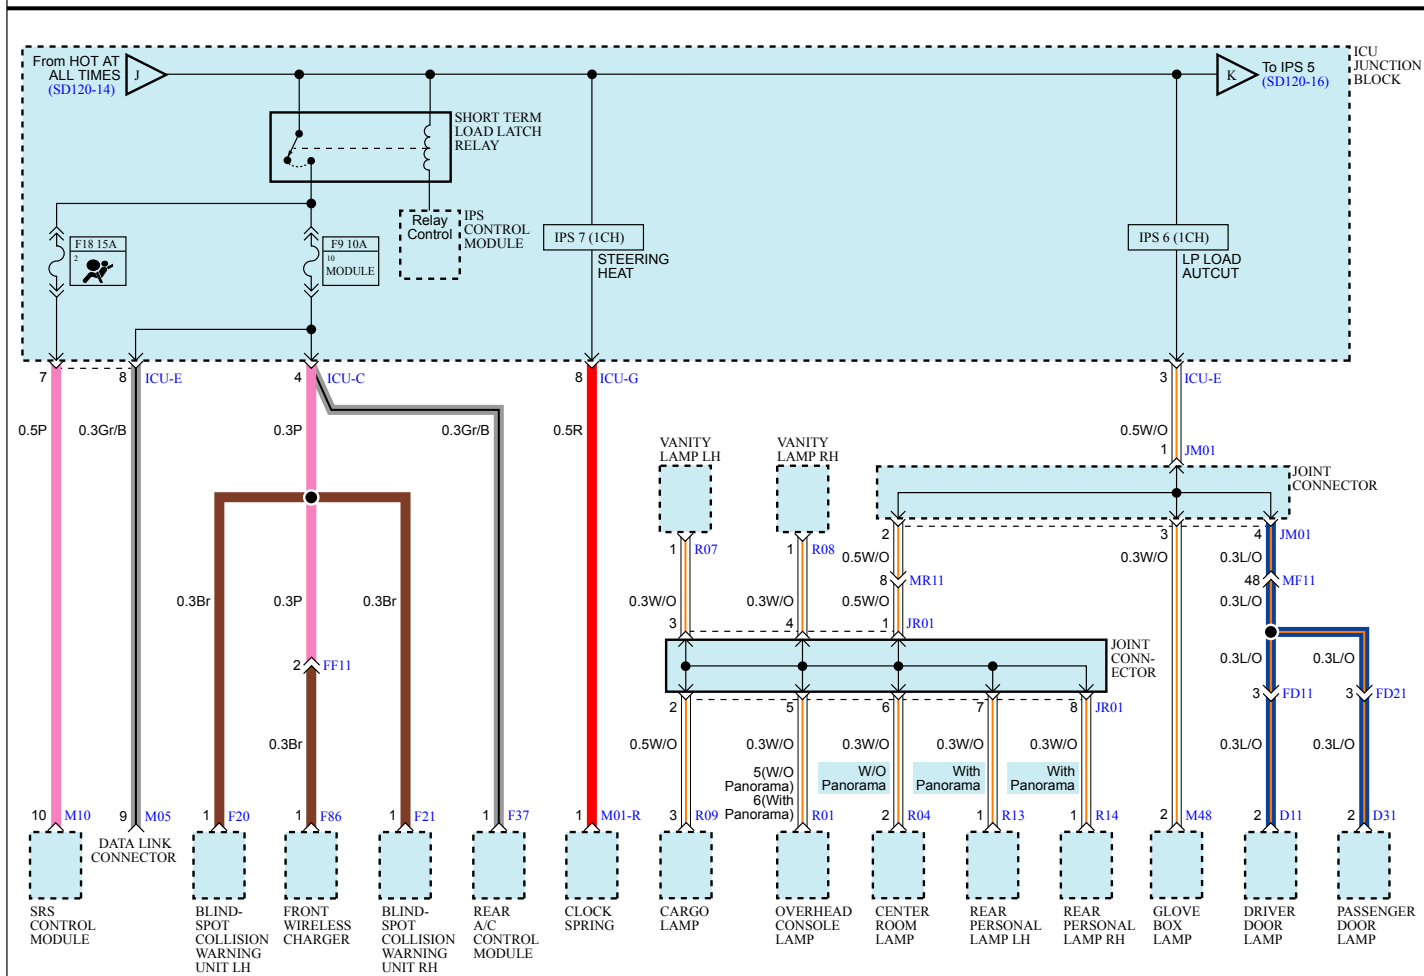 From HOT AT
ALL TIMES
(SD120-14)
J
K
To IPS 5
(SD120-16)
ICU
JUNCTION
BLOCK
SHORT TERM
LOAD LATCH
RELAY
Relay
Control
IPS
CONTROL
MODULE
F18 15A
2
F9 10A
10
MODULE
IPS 7 (1CH)
STEERING
HEAT
IPS 6 (1CH)
LP LOAD
AUTCUT
7
8
ICU-E
4
ICU-C
8
ICU-G
3
ICU-E
0.5P
0.3Gr/B
0.3P
0.3Gr/B
0.5R
0.5W/O
1
JM01
VANITY
LAMP LH
VANITY
LAMP RH
JOINT
CONNECTOR
1
R07
1
R08
2
3
4
JM01
0.5W/O
0.3W/O
0.3L/O
8
MR11
48
MF11
0.3Br
0.3P
0.3Br
0.3W/O
0.3W/O
0.5W/O
0.3L/O
3
4
1
JR01
JOINT
CONN-
ECTOR
2
FF11
0.3L/O
0.3L/O
3
FD11
3
FD21
2
5
6
7
8
JR01
0.3Br
0.5W/O
0.3W/O
0.3W/O
0.3W/O
0.3W/O
0.3L/O
0.3L/O
5(W/O
Panorama)
6(With
Panorama)
W/O
Panorama
With
Panorama
With
Panorama
10
M10
9
M05
1
F20
1
F86
1
F21
1
F37
1
M01-R
3
R09
R01
2
R04
1
R13
1
R14
2
M48
2
D11
2
D31
DATA LINK
CONNECTOR
SRS
CONTROL
MODULE
BLIND-
SPOT
COLLISION
WARNING
UNIT LH
FRONT
WIRELESS
CHARGER
BLIND-
SPOT
COLLISION
WARNING
UNIT RH
REAR
A/C
CONTROL
MODULE
CLOCK
SPRING
CARGO
LAMP
OVERHEAD
CONSOLE
LAMP
CENTER
ROOM
LAMP
REAR
PERSONAL
LAMP LH
REAR
PERSONAL
LAMP RH
GLOVE
BOX
LAMP
DRIVER
DOOR
LAMP
PASSENGER
DOOR
LAMP